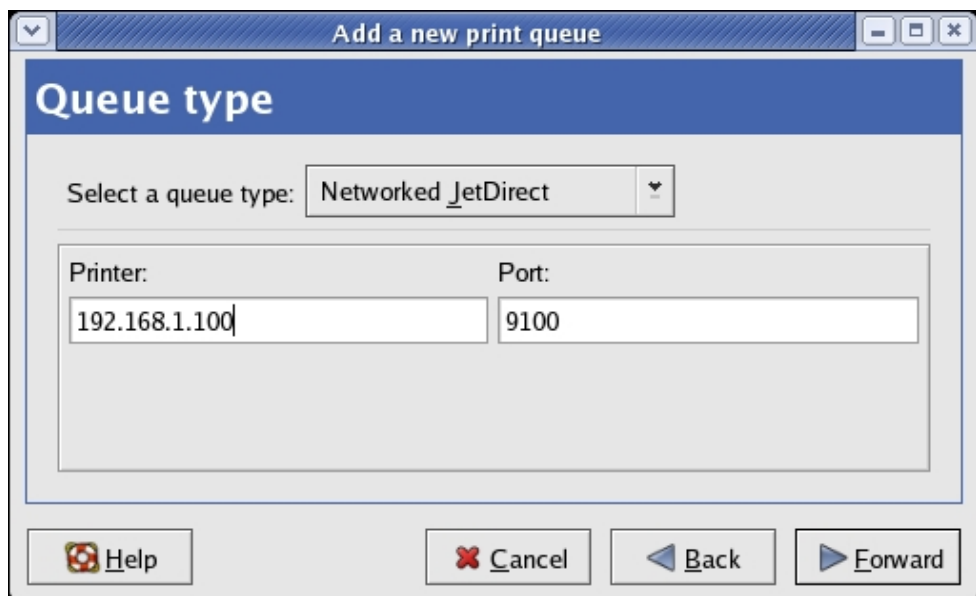 Add a new print queue
Queue type
Select a queue type: Networked JetDirect
Printer: Port:
192.168.1.100 9100
Help Cancel Back Forward